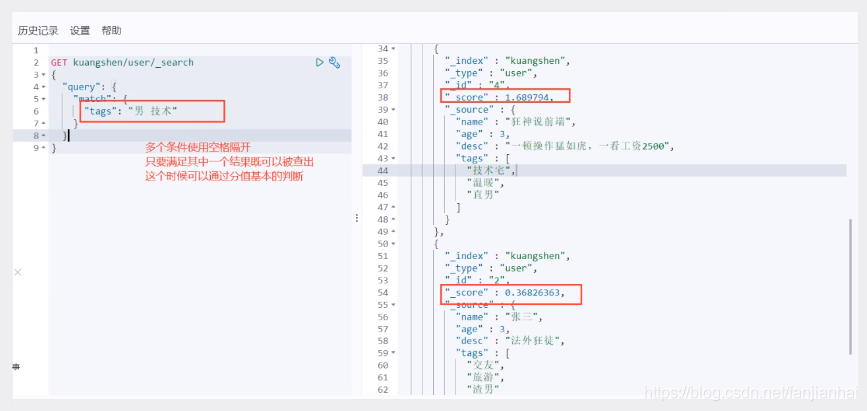 历史记录 设置 帮助
1
2 GET kuangshen/user/_search
3 {
4 "query": {
5 "match": {
6 "tags": "男 技术"
7 }
8 }
9 }
多个条件使用空格隔开
只要满足其中一个结果既可以被查出
这个时候可以通过分值基本的判断
事
34 {
35 "_index" : "kuangshen",
36 "_type" : "user",
37 "_id" : "4",
38 "_score" : 1.689794,
39 "_source" : {
40 "name" : "狂神说前端",
41 "age" : 3,
42 "desc" : "一顿操作猛如虎，一看工资2500",
43 "tags" : [
44 "技术宅",
45 "温暖",
46 "直男"
47 ]
48 }
49 },
50 {
51 "_index" : "kuangshen",
52 "_type" : "user",
53 "_id" : "2",
54 "_score" : 0.36826363,
55 "_source" : {
56 "name" : "张三",
57 "age" : 3,
58 "desc" : "法外狂徒",
59 "tags" : [
60 "交友",
61 "旅游",
62 "渣男"
https://blog.csdn.net/fanjianhai